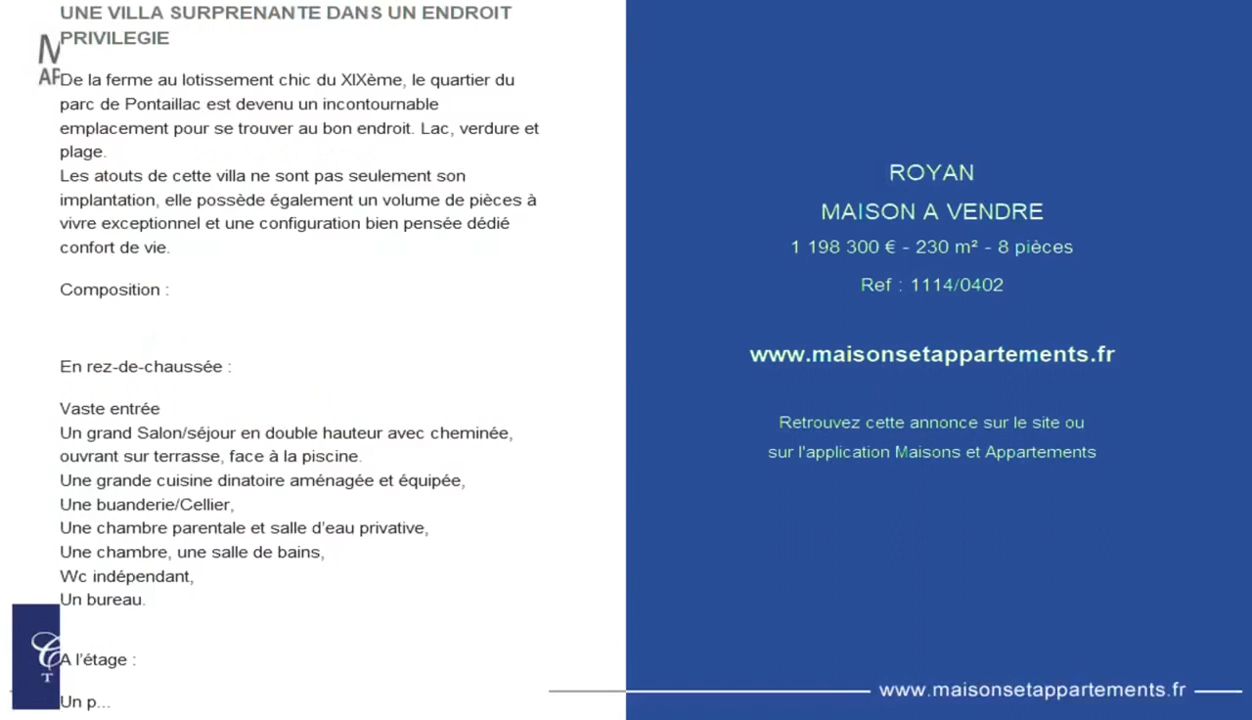 UNE VILLA SURPRENANTE DANS UN ENDROIT
PRIVILEGIE
De la ferme au lotissement chic du XIXème, le quartier du
parc de Pontaillac est devenu un incontournable
emplacement pour se trouver au bon endroit. Lac, verdure et
plage.
Les atouts de cette villa ne sont pas seulement son
implantation, elle possède également un volume de pièces à
vivre exceptionnel et une configuration bien pensée dédié
confort de vie.
Composition :
En rez-de-chaussée :
Vaste entrée
Un grand Salon/séjour en double hauteur avec cheminée,
ouvrant sur terrasse, face à la piscine.
Une grande cuisine dinatoire aménagée et équipée,
Une buanderie/Cellier,
Une chambre parentale et salle d'eau privative,
Une chambre, une salle de bains,
Wc indépendant,
Un bureau.
A l'étage :
Un p...
ROYAN
MAISON A VENDRE
1 198 300 € - 230 m² - 8 pièces
Ref : 1114/0402
www.maisonsetappartements.fr
Retrouvez cette annonce sur le site ou
sur l'application Maisons et Appartements
www.maisonsetappartements.fr